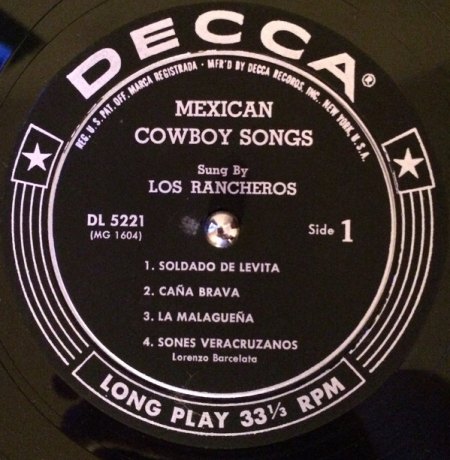 DECCA®
REG. U.S. PAT. OFF. MARCA REGISTRADA • MF'R'D BY DECCA RECORDS, INC., NEW YORK, U.S.A.
MEXICAN
COWBOY SONGS
Sung By
LOS RANCHEROS
DL 5221
(MG 1604)
Side 1
1. SOLDADO DE LEVITA
2. CAÑA BRAVA
3. LA MALAGUEÑA
4. SONES VERACRUZANOS
Lorenzo Barcelata
LONG PLAY 33⅓ RPM